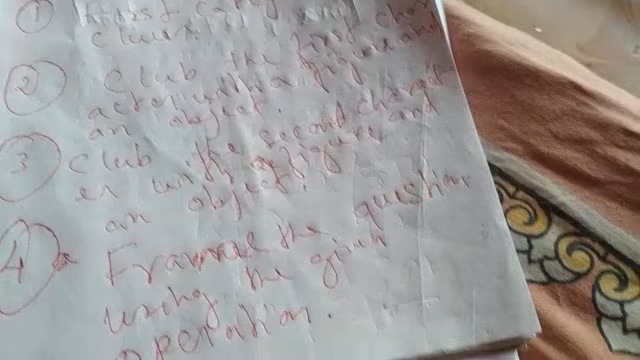 ① First
② Club the first char
acter with a figure and
an object.
③ Club the second charact
er with a figure and
an object.
④ Frame the question
using the given
operation.